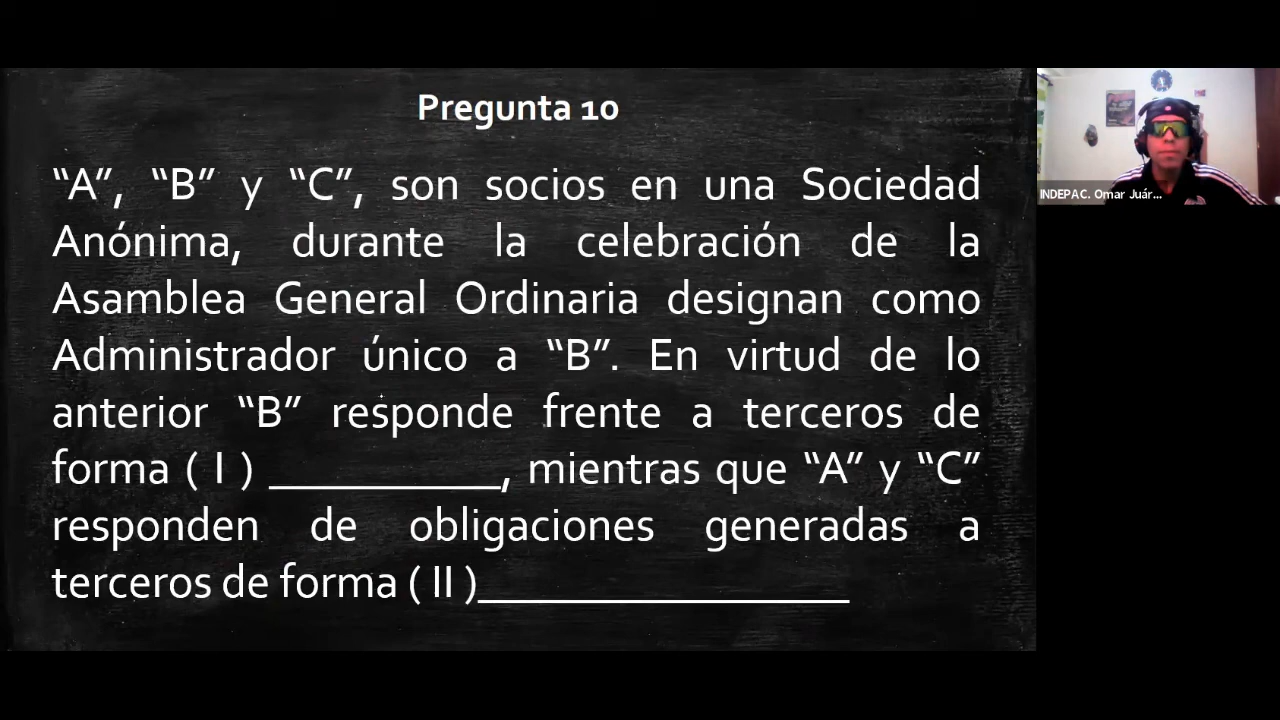 Pregunta 10
“A”, “B” y “C”, son socios en una Sociedad
Anónima, durante la celebración de la
Asamblea General Ordinaria designan como
Administrador único a “B”. En virtud de lo
anterior “B” responde frente a terceros de
forma ( I ) __________, mientras que “A” y “C”
responden de obligaciones generadas a
terceros de forma ( II )________________
INDEPAC. Omar Juár...